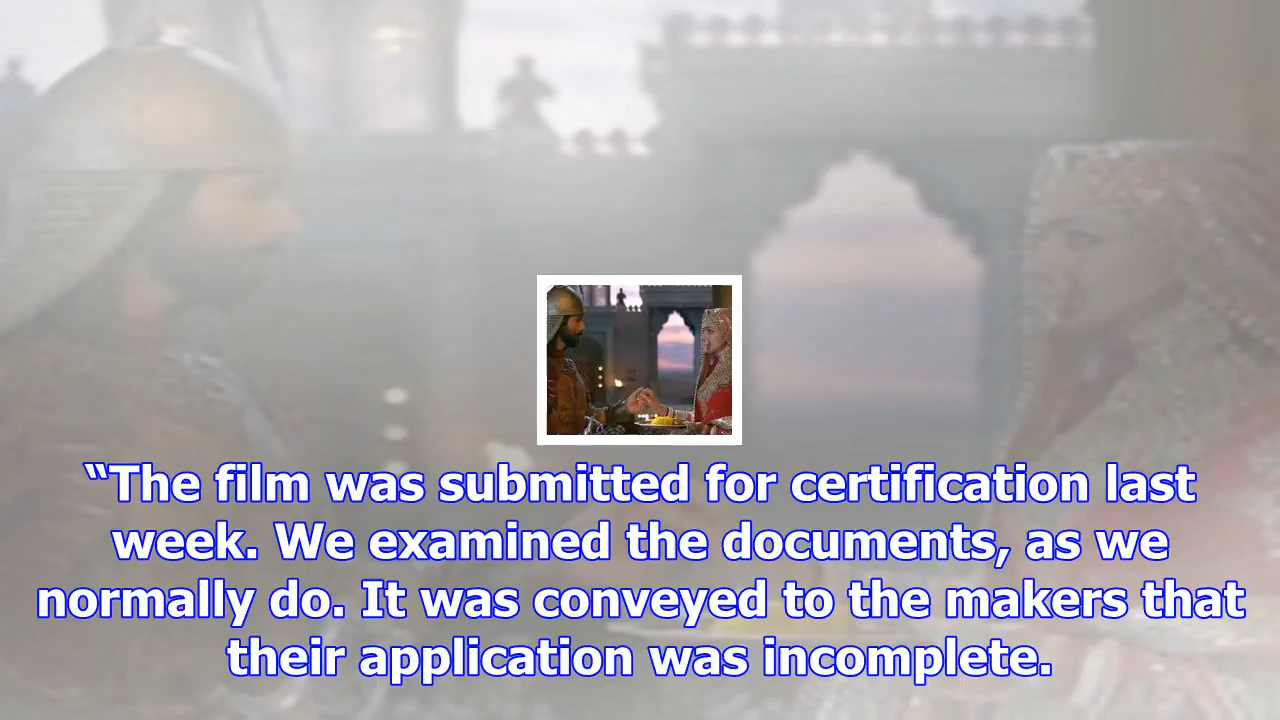 “The film was submitted for certification last
week. We examined the documents, as we
normally do. It was conveyed to the makers that
their application was incomplete.